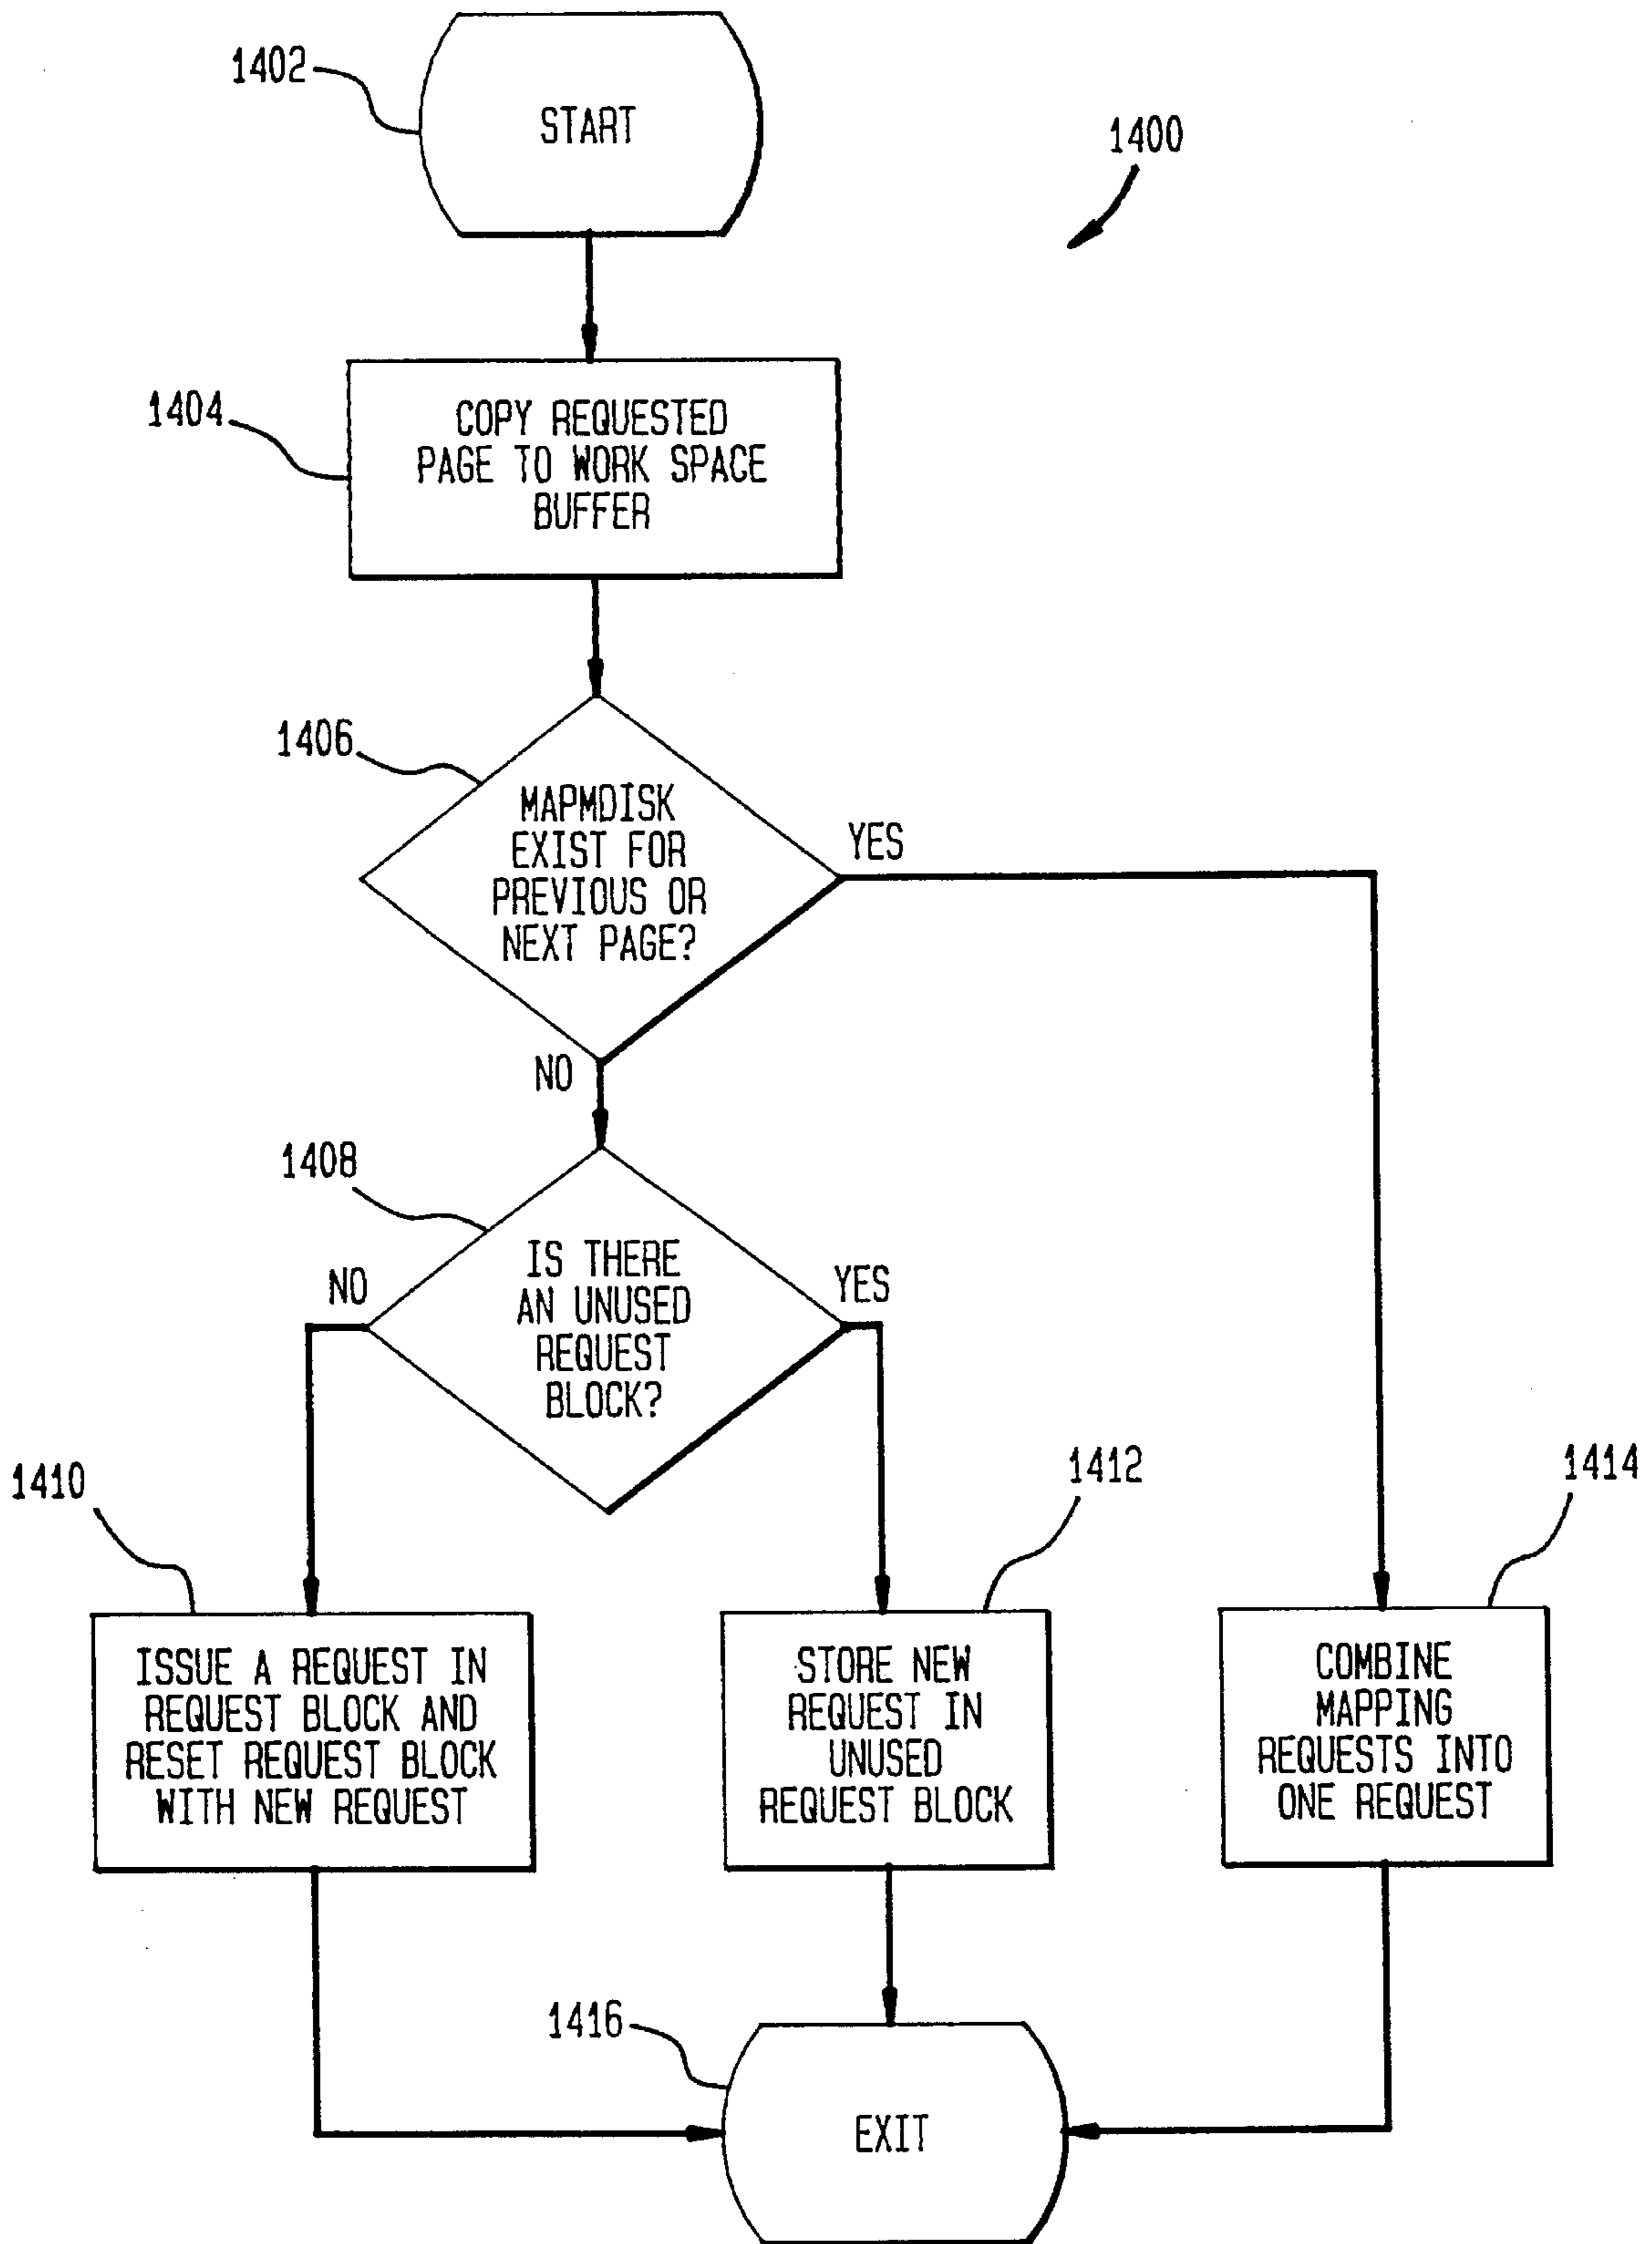 1402
START
1400
1404
COPY REQUESTED
PAGE TO WORK SPACE
BUFFER
1406
MAPMDISK
EXIST FOR
PREVIOUS OR
NEXT PAGE?
YES
NO
1408
IS THERE
AN UNUSED
REQUEST
BLOCK?
NO
YES
1410
ISSUE A REQUEST IN
REQUEST BLOCK AND
RESET REQUEST BLOCK
WITH NEW REQUEST
1412
STORE NEW
REQUEST IN
UNUSED
REQUEST BLOCK
1414
COMBINE
MAPPING
REQUESTS INTO
ONE REQUEST
1416
EXIT